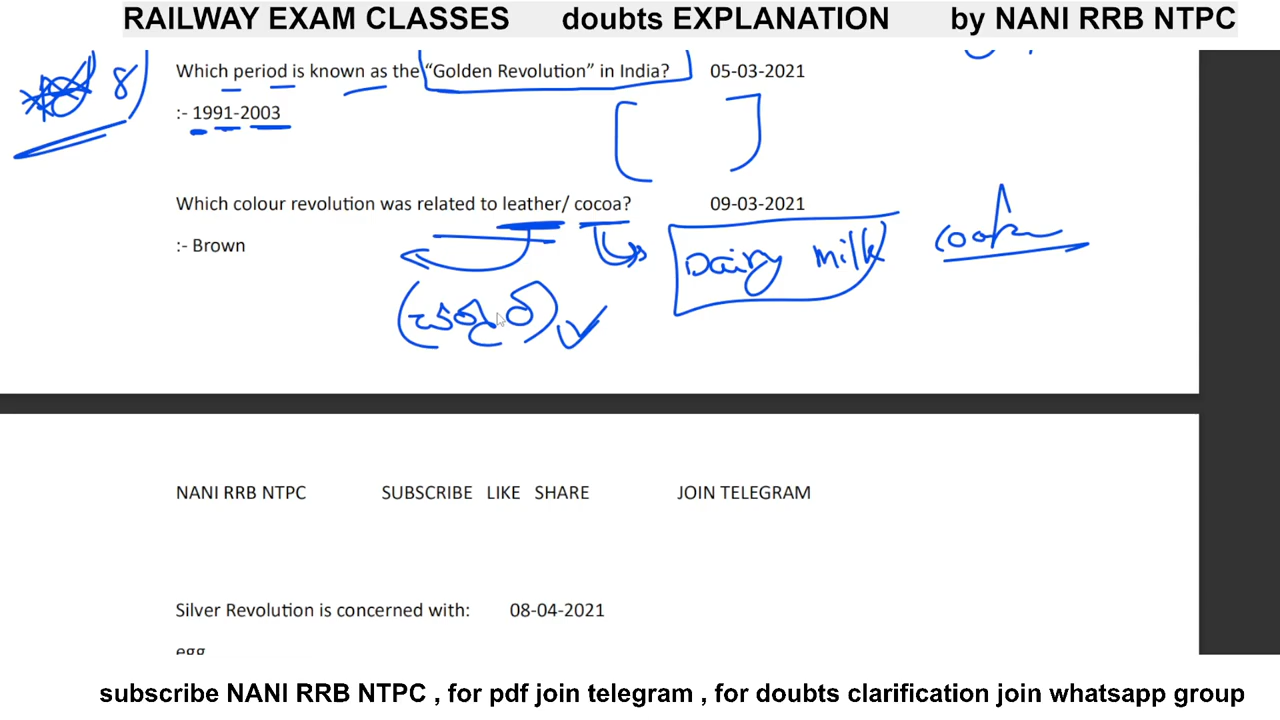 RAILWAY EXAM CLASSES doubts EXPLANATION by NANI RRB NTPC
8)
Which period is known as the “Golden Revolution” in India? 05-03-2021
:- 1991-2003
Which colour revolution was related to leather/ cocoa? 09-03-2021
:- Brown
Dairy milk
NANI RRB NTPC SUBSCRIBE LIKE SHARE JOIN TELEGRAM
Silver Revolution is concerned with: 08-04-2021
egg
subscribe NANI RRB NTPC , for pdf join telegram , for doubts clarification join whatsapp group